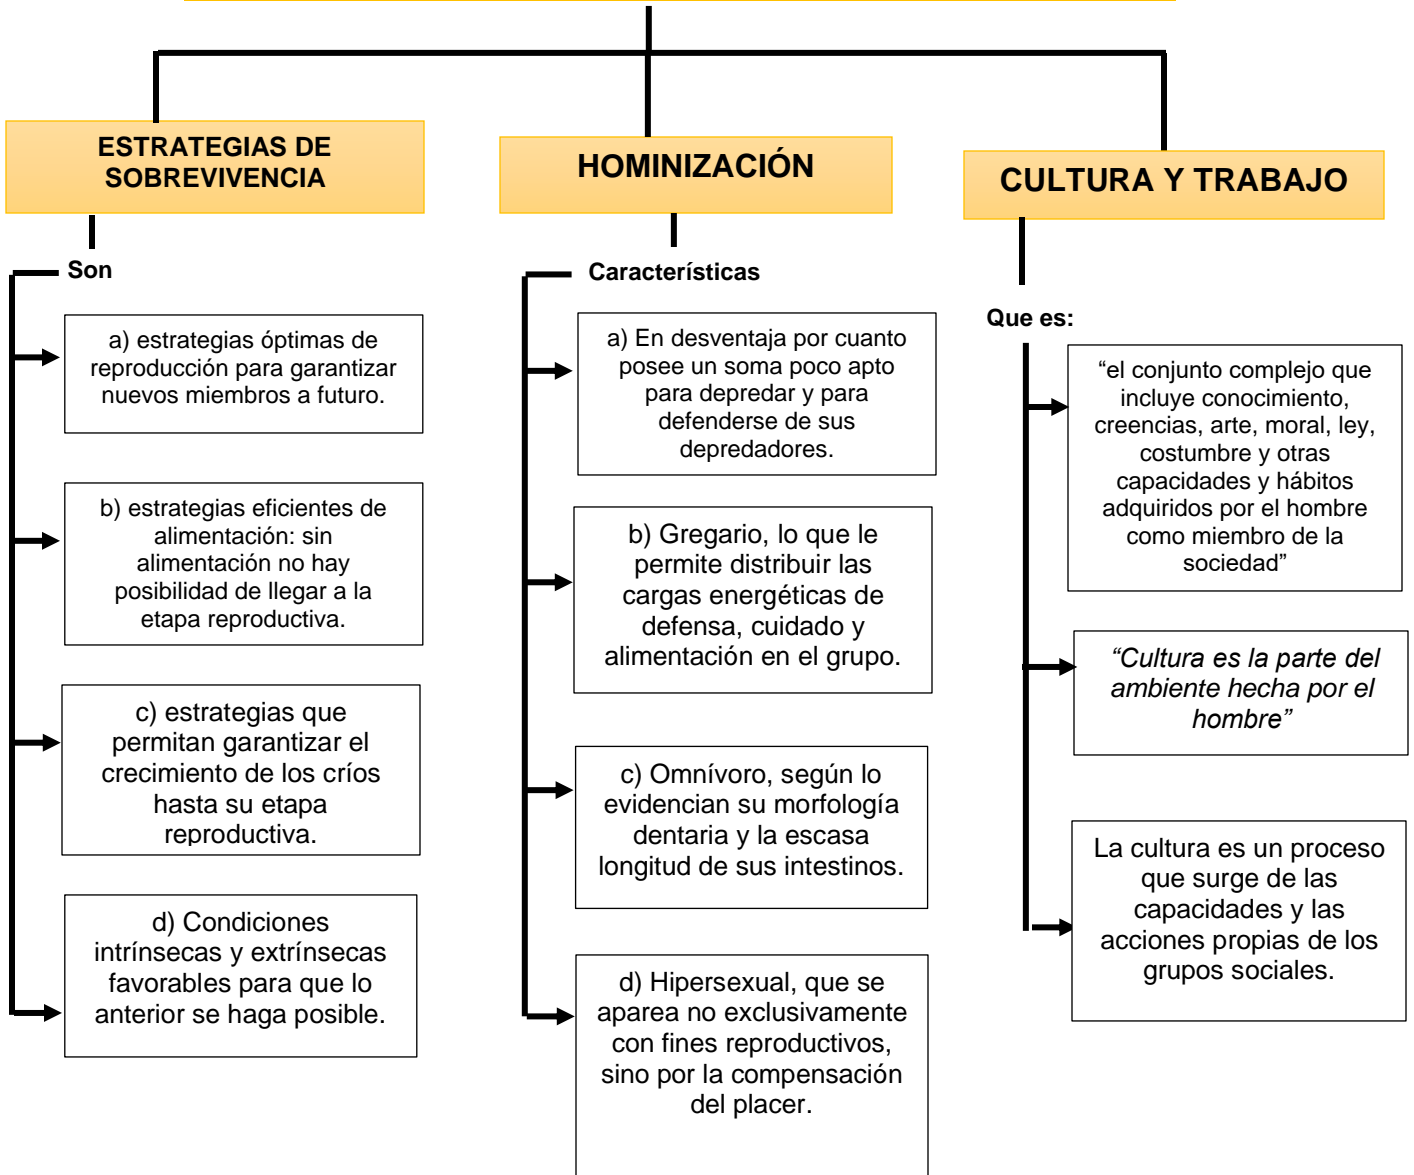 ESTRATEGIAS DE
SOBREVIVENCIA
Son
a) estrategias óptimas de
reproducción para garantizar
nuevos miembros a futuro.
b) estrategias eficientes de
alimentación: sin
alimentación no hay
posibilidad de llegar a la
etapa reproductiva.
c) estrategias que
permitan garantizar el
crecimiento de los críos
hasta su etapa
reproductiva.
d) Condiciones
intrínsecas y extrínsecas
favorables para que lo
anterior se haga posible.
HOMINIZACIÓN
Características
a) En desventaja por cuanto
posee un soma poco apto
para depredar y para
defenderse de sus
depredadores.
b) Gregario, lo que le
permite distribuir las
cargas energéticas de
defensa, cuidado y
alimentación en el grupo.
c) Omnívoro, según lo
evidencian su morfología
dentaria y la escasa
longitud de sus intestinos.
d) Hipersexual, que se
aparea no exclusivamente
con fines reproductivos,
sino por la compensación
del placer.
CULTURA Y TRABAJO
Que es:
“el conjunto complejo que
incluye conocimiento,
creencias, arte, moral, ley,
costumbre y otras
capacidades y hábitos
adquiridos por el hombre
como miembro de la
sociedad”
“Cultura es la parte del
ambiente hecha por el
hombre”
La cultura es un proceso
que surge de las
capacidades y las
acciones propias de los
grupos sociales.